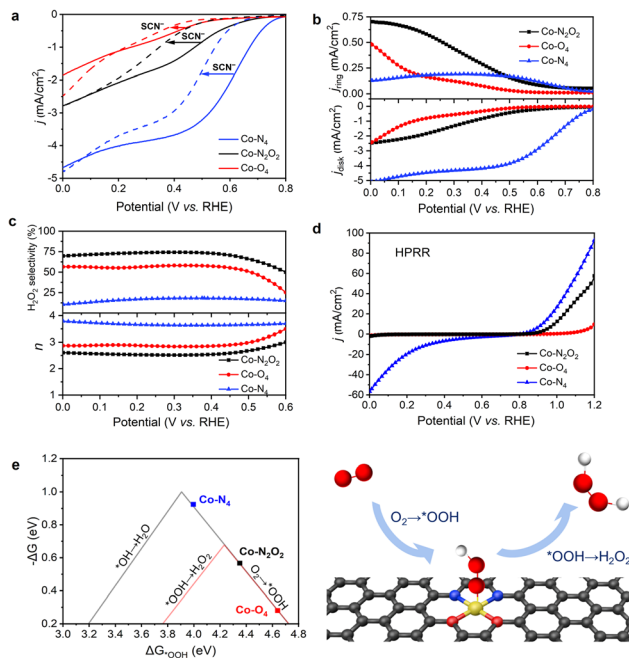 a
SCN⁻
SCN⁻
SCN⁻
Co-N₄
Co-N₂O₂
Co-O₄
j (mA/cm²)
0
-1
-2
-3
-4
-5
0.0 0.2 0.4 0.6 0.8
Potential (V vs. RHE)
b
Co-N₂O₂
Co-O₄
Co-N₄
j_ring (mA/cm²)
0.75
0.50
0.25
0.00
j_disk (mA/cm²)
0
-1
-2
-3
-4
-5
0.0 0.1 0.2 0.3 0.4 0.5 0.6 0.7 0.8
Potential (V vs. RHE)
c
H₂O₂ selectivity (%)
100
75
50
25
n
4
3
2
1
Co-N₂O₂
Co-O₄
Co-N₄
0.0 0.1 0.2 0.3 0.4 0.5 0.6
Potential (V vs. RHE)
d
HPRR
j (mA/cm²)
100
80
60
40
20
0
-20
-40
-60
Co-N₂O₂
Co-O₄
Co-N₄
0.0 0.2 0.4 0.6 0.8 1.0 1.2
Potential (V vs. RHE)
e
-ΔG (eV)
1.0
0.8
0.6
0.4
0.2
Co-N₄
Co-N₂O₂
Co-O₄
*OH→H₂O
*OOH→H₂O₂
O₂→*OOH
3.0 3.2 3.4 3.6 3.8 4.0 4.2 4.4 4.6 4.8
ΔG*OOH (eV)
O₂→*OOH
*OOH→H₂O₂